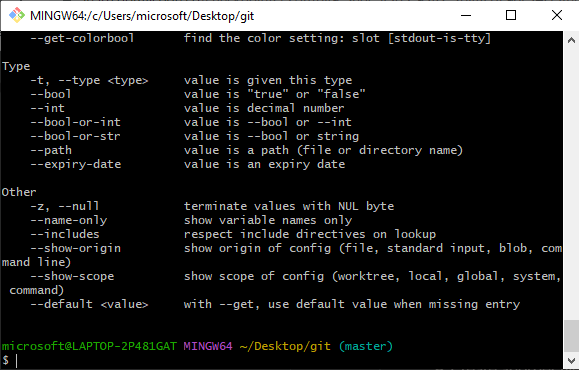 MINGW64:/c/Users/microsoft/Desktop/git
--get-colorbool find the color setting: slot [stdout-is-tty]
Type
-t, --type <type> value is given this type
--bool value is "true" or "false"
--int value is decimal number
--bool-or-int value is --bool or --int
--bool-or-str value is --bool or string
--path value is a path (file or directory name)
--expiry-date value is an expiry date
Other
-z, --null terminate values with NUL byte
--name-only show variable names only
--includes respect include directives on lookup
--show-origin show origin of config (file, standard input, blob, com
mand line)
--show-scope show scope of config (worktree, local, global, system,
command)
--default <value> with --get, use default value when missing entry
microsoft@LAPTOP-2P481GAT MINGW64 ~/Desktop/git (master)
$